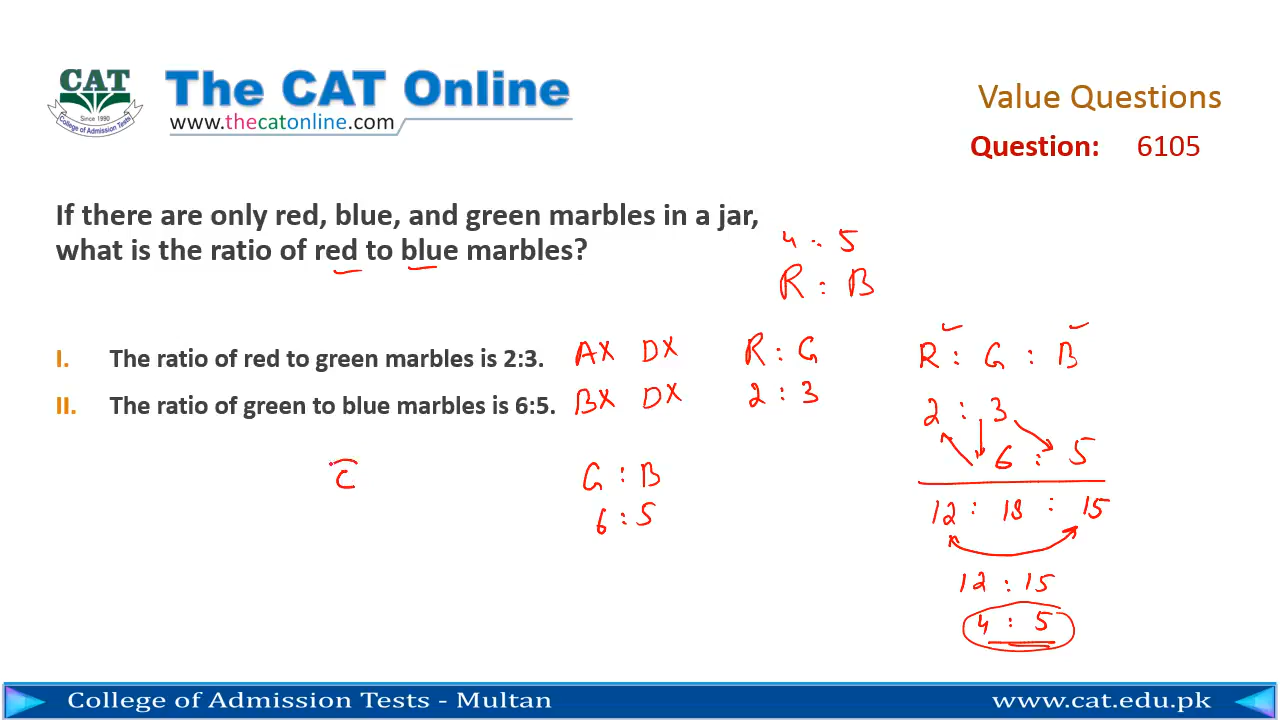 CAT
Since 1990
College of Admission Tests
The CAT Online
www.thecatonline.com
Value Questions
Question: 6105
If there are only red, blue, and green marbles in a jar,
what is the ratio of red to blue marbles?
4 : 5
R : B
I. The ratio of red to green marbles is 2:3.
AX DX
R : G
R : G : B
II. The ratio of green to blue marbles is 6:5.
BX DX
2 : 3
2 : 3
6 : 5
C
G : B
6 : 5
12 : 18 : 15
12 : 15
4 : 5
College of Admission Tests - Multan
www.cat.edu.pk